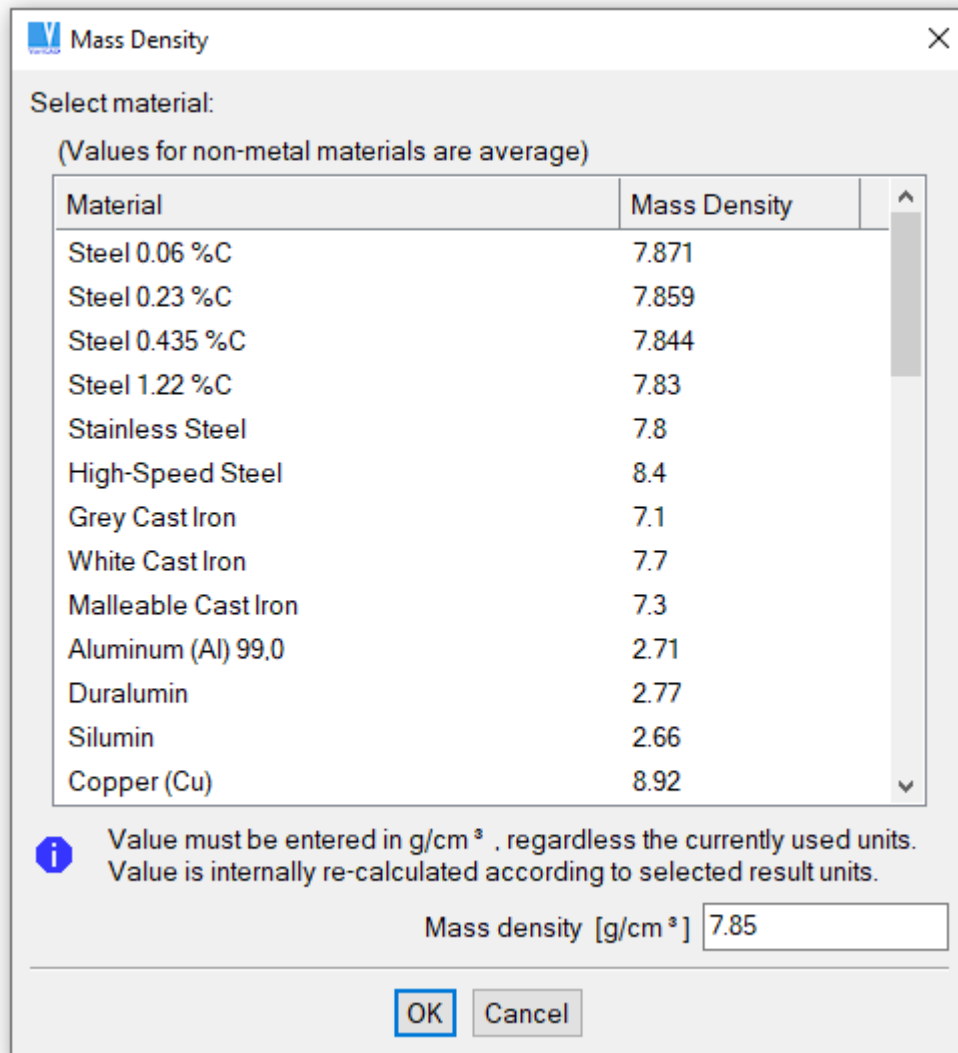 Mass Density
Select material:
(Values for non-metal materials are average)
Material Mass Density
Steel 0.06 %C 7.871
Steel 0.23 %C 7.859
Steel 0.435 %C 7.844
Steel 1.22 %C 7.83
Stainless Steel 7.8
High-Speed Steel 8.4
Grey Cast Iron 7.1
White Cast Iron 7.7
Malleable Cast Iron 7.3
Aluminum (Al) 99,0 2.71
Duralumin 2.77
Silumin 2.66
Copper (Cu) 8.92
Value must be entered in g/cm ³ , regardless the currently used units.
Value is internally re-calculated according to selected result units.
Mass density [g/cm ³ ] 7.85
OK Cancel